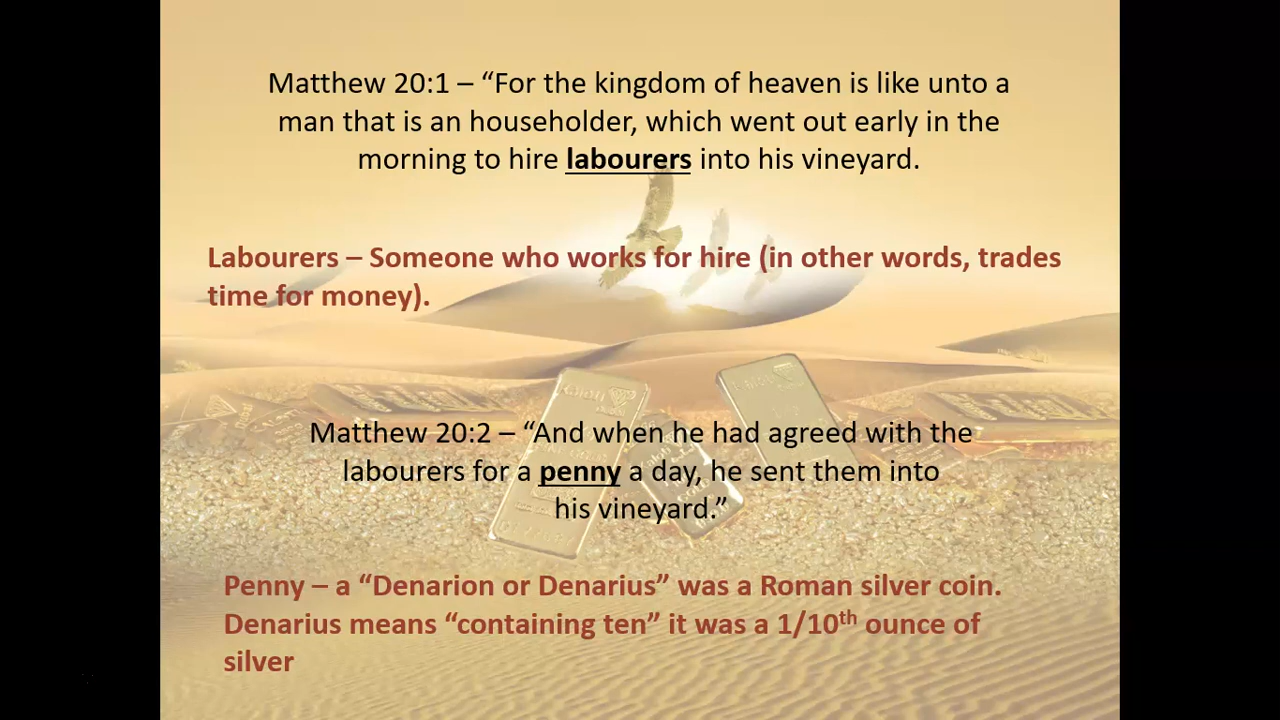 Matthew 20:1 – “For the kingdom of heaven is like unto a
man that is an householder, which went out early in the
morning to hire labourers into his vineyard.
Labourers – Someone who works for hire (in other words, trades
time for money).
Matthew 20:2 – “And when he had agreed with the
labourers for a penny a day, he sent them into
his vineyard.”
Penny – a “Denarion or Denarius” was a Roman silver coin.
Denarius means “containing ten” it was a 1/10th ounce of
silver